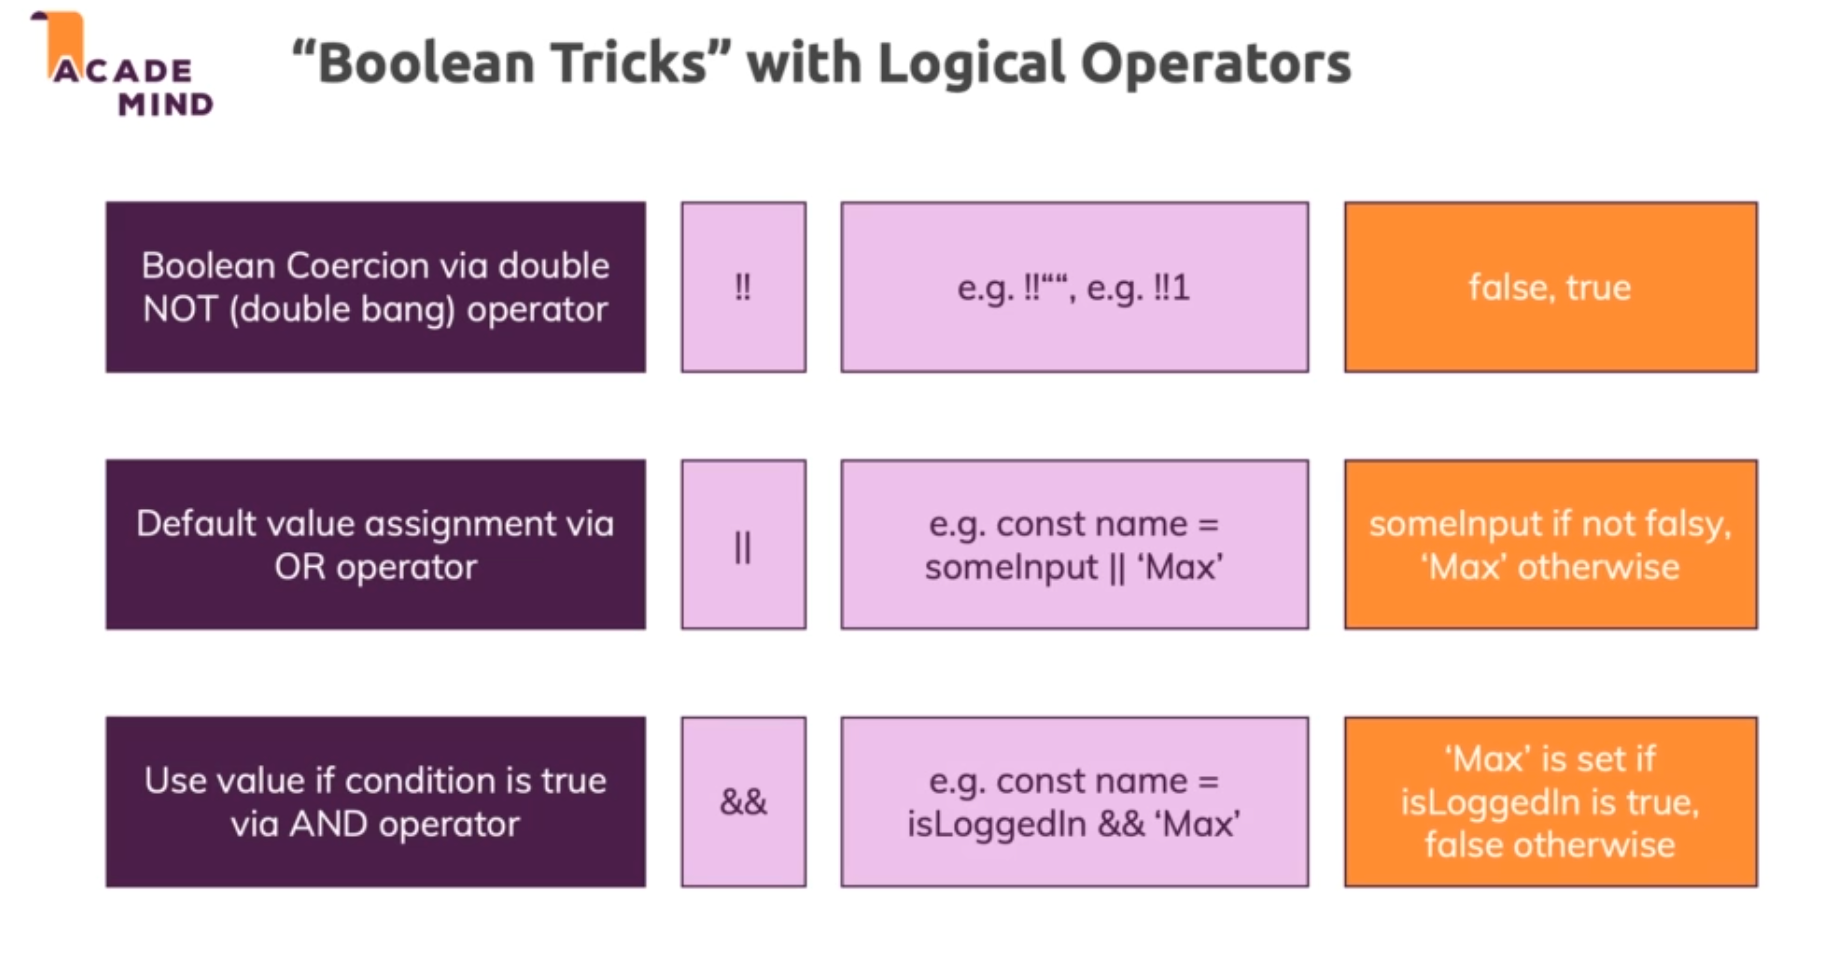 ACADE
MIND
“Boolean Tricks” with Logical Operators
Boolean Coercion via double
NOT (double bang) operator
!!
e.g. !!““, e.g. !!1
false, true
Default value assignment via
OR operator
||
e.g. const name =
someInput || ‘Max’
someInput if not falsy,
‘Max’ otherwise
Use value if condition is true
via AND operator
&&
e.g. const name =
isLoggedIn && ‘Max’
‘Max’ is set if
isLoggedIn is true,
false otherwise